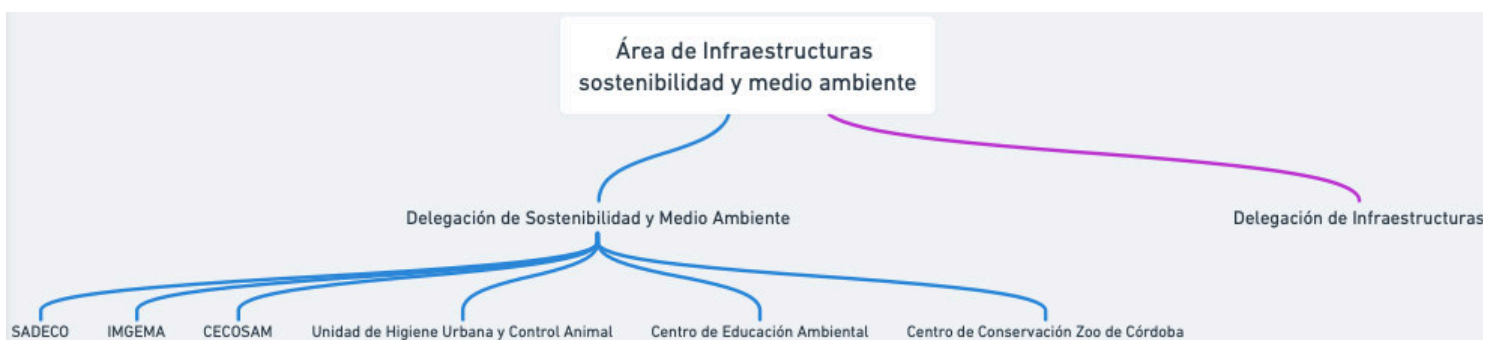 Área de Infraestructuras
sostenibilidad y medio ambiente
Delegación de Sostenibilidad y Medio Ambiente
Delegación de Infraestructuras
SADECO
IMGEMA
CECOSAM
Unidad de Higiene Urbana y Control Animal
Centro de Educación Ambiental
Centro de Conservación Zoo de Córdoba